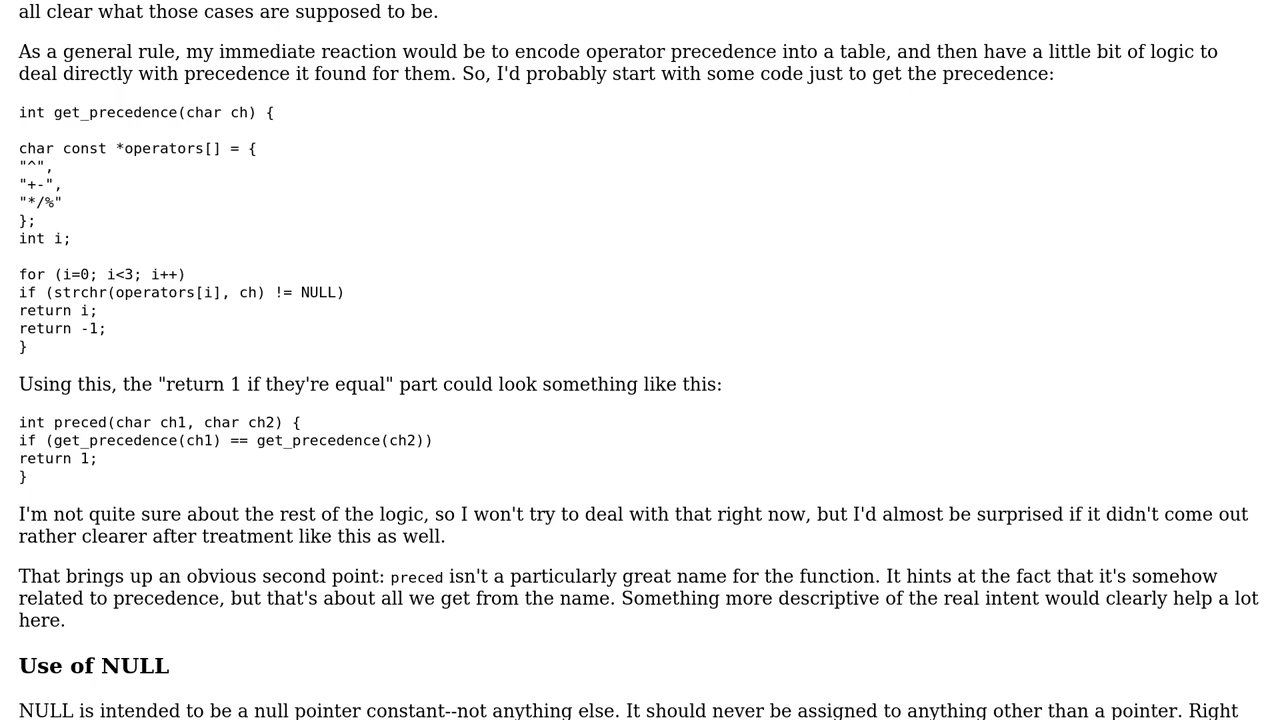 all clear what those cases are supposed to be.
As a general rule, my immediate reaction would be to encode operator precedence into a table, and then have a little bit of logic to
deal directly with precedence it found for them. So, I'd probably start with some code just to get the precedence:
int get_precedence(char ch) {
char const *operators[] = {
"^",
"+-",
"*/%"
};
int i;
for (i=0; i<3; i++)
if (strchr(operators[i], ch) != NULL)
return i;
return -1;
}
Using this, the "return 1 if they're equal" part could look something like this:
int preced(char ch1, char ch2) {
if (get_precedence(ch1) == get_precedence(ch2))
return 1;
}
I'm not quite sure about the rest of the logic, so I won't try to deal with that right now, but I'd almost be surprised if it didn't come out
rather clearer after treatment like this as well.
That brings up an obvious second point: preced isn't a particularly great name for the function. It hints at the fact that it's somehow
related to precedence, but that's about all we get from the name. Something more descriptive of the real intent would clearly help a lot
here.
Use of NULL
NULL is intended to be a null pointer constant--not anything else. It should never be assigned to anything other than a pointer. Right